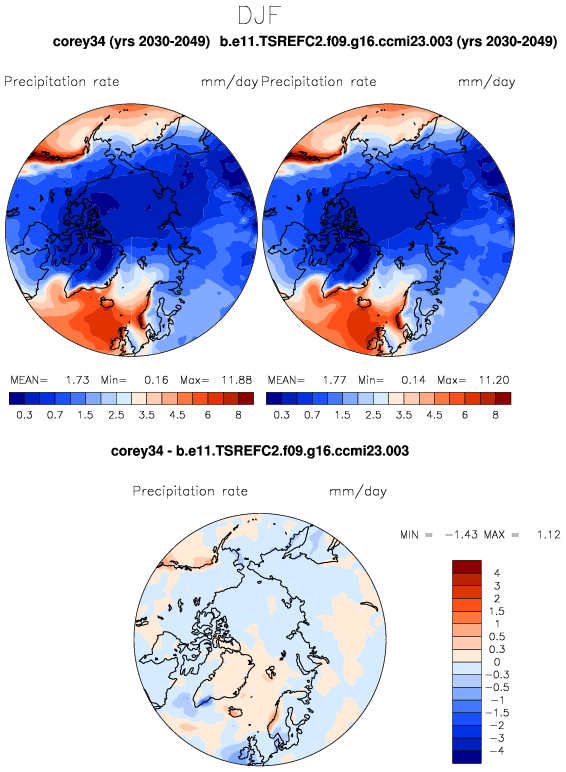 DJF
corey34 (yrs 2030-2049) b.e11.TSREFC2.f09.g16.ccmi23.003 (yrs 2030-2049)
Precipitation rate mm/day Precipitation rate mm/day
MEAN= 1.73 Min= 0.16 Max= 11.88 MEAN= 1.77 Min= 0.14 Max= 11.20
0.3 0.7 1.5 2.5 3.5 4.5 6 8 0.3 0.7 1.5 2.5 3.5 4.5 6 8
corey34 - b.e11.TSREFC2.f09.g16.ccmi23.003
Precipitation rate mm/day
MIN = -1.43 MAX = 1.12
4
3
2
1.5
1
0.5
0.3
0
-0.3
-0.5
-1
-1.5
-2
-3
-4